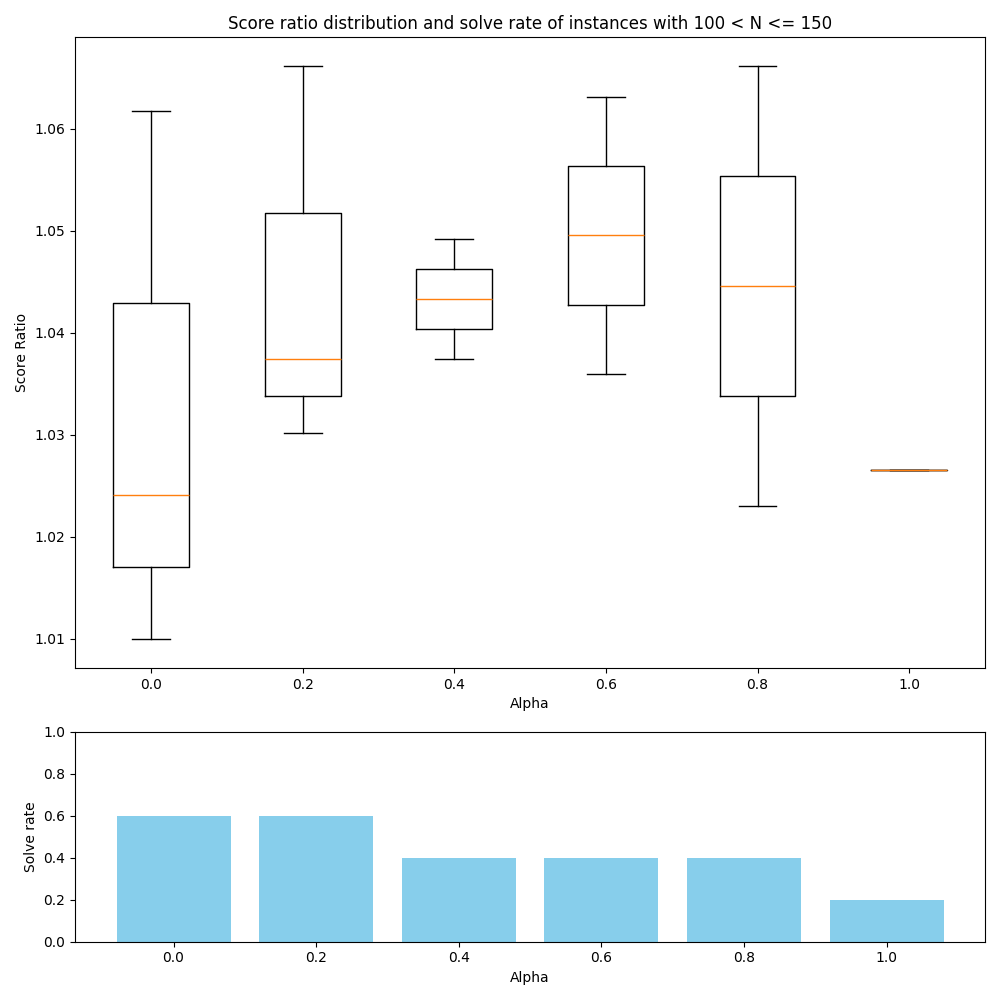 Score ratio distribution and solve rate of instances with 100 < N <= 150
Score Ratio
1.06
1.05
1.04
1.03
1.02
1.01
0.0 0.2 0.4 0.6 0.8 1.0
Alpha
Solve rate
1.0
0.8
0.6
0.4
0.2
0.0
0.0 0.2 0.4 0.6 0.8 1.0
Alpha